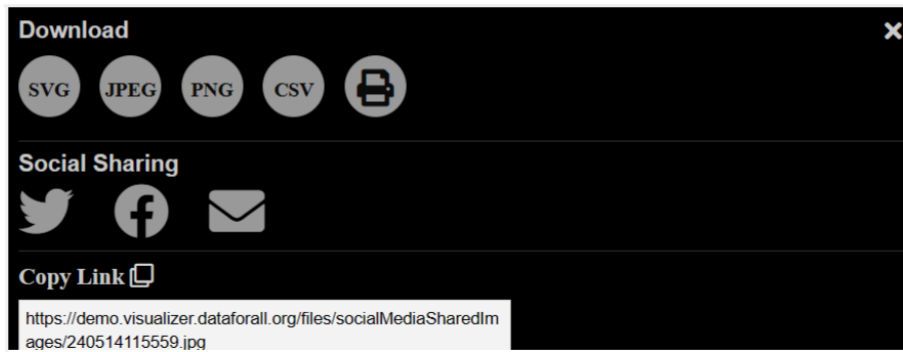 Download
SVG JPEG PNG CSV
Social Sharing
Copy Link
https://demo.visualizer.dataforall.org/files/socialMediaSharedIm
ages/240514115559.jpg